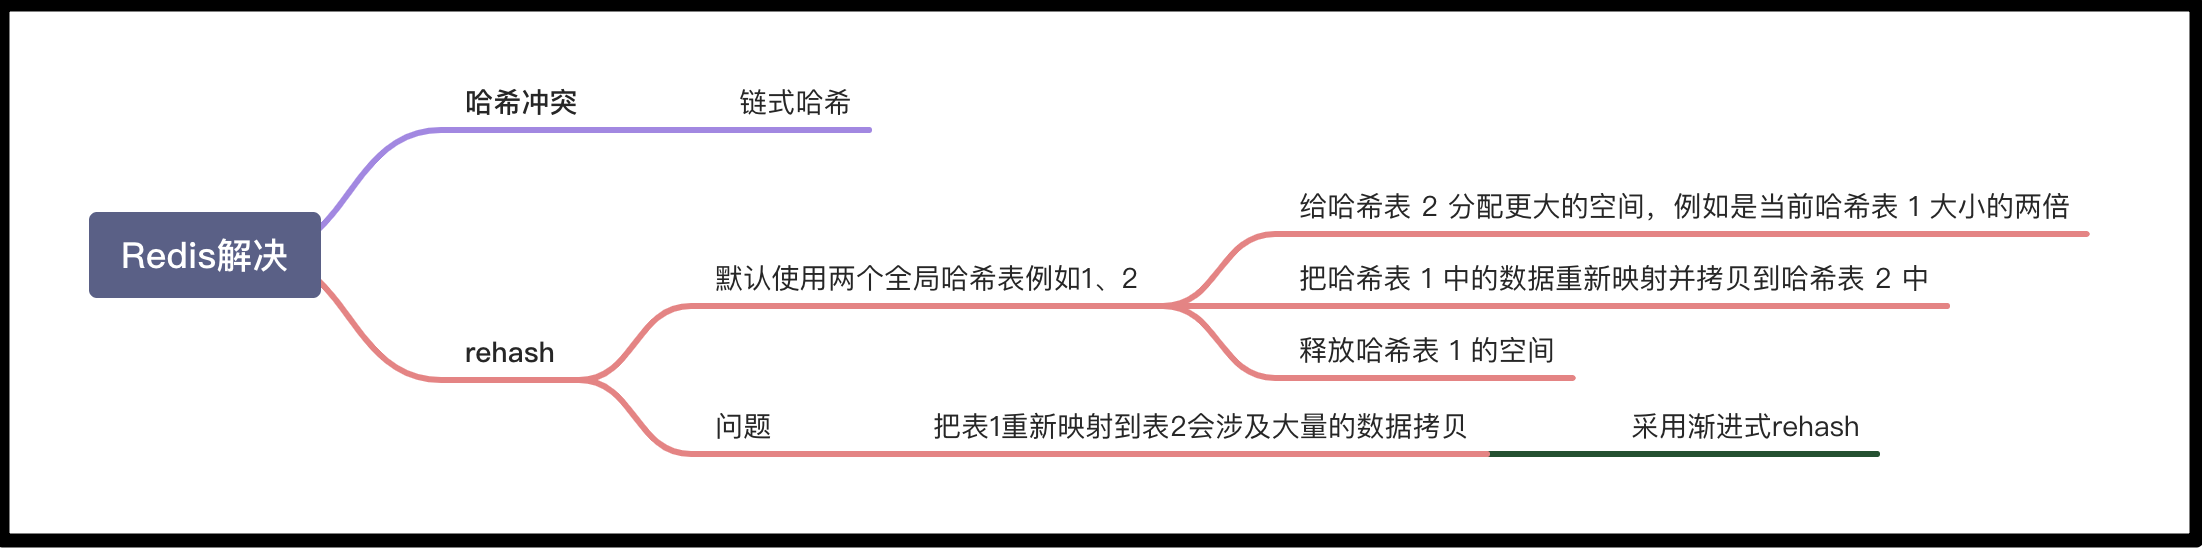 Redis解决
哈希冲突
链式哈希
rehash
默认使用两个全局哈希表例如1、2
给哈希表 2 分配更大的空间，例如是当前哈希表 1 大小的两倍
把哈希表 1 中的数据重新映射并拷贝到哈希表 2 中
释放哈希表 1 的空间
问题
把表1重新映射到表2会涉及大量的数据拷贝
采用渐进式rehash